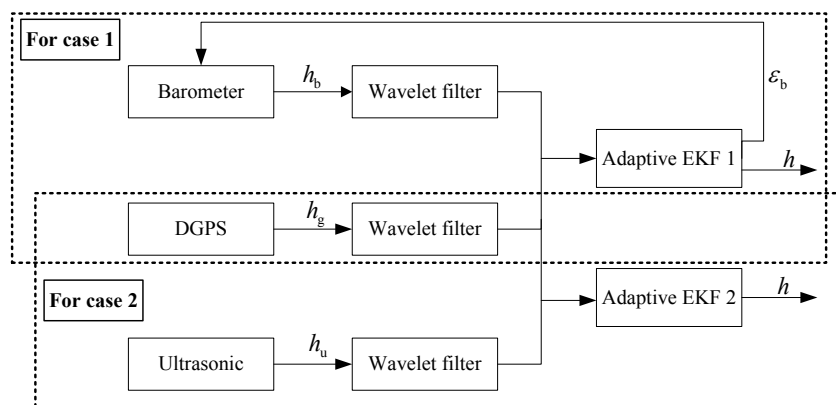 For case 1
Barometer
h_b
Wavelet filter
ε_b
Adaptive EKF 1
h
DGPS
h_g
Wavelet filter
For case 2
Adaptive EKF 2
h
Ultrasonic
h_u
Wavelet filter